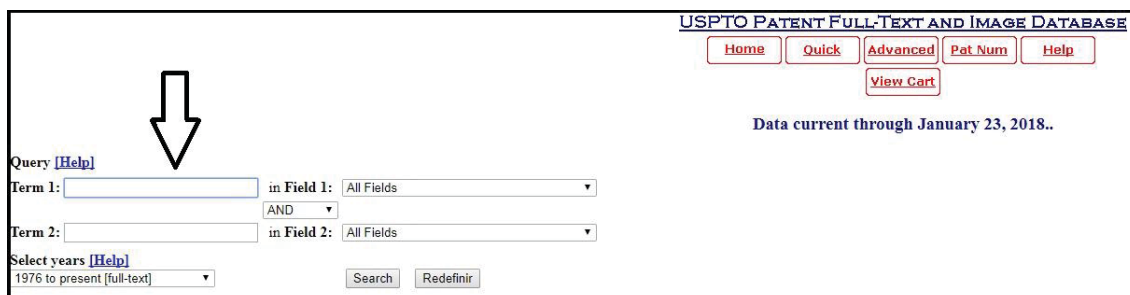 USPTO PATENT FULL-TEXT AND IMAGE DATABASE
Home Quick Advanced Pat Num Help
View Cart
Data current through January 23, 2018..
Query [Help]
Term 1: in Field 1: All Fields
AND
Term 2: in Field 2: All Fields
Select years [Help]
1976 to present [full-text] Search Redefinir